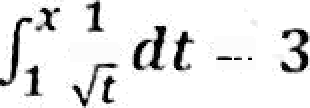 ∫₁ˣ 1/√t dt -- 3